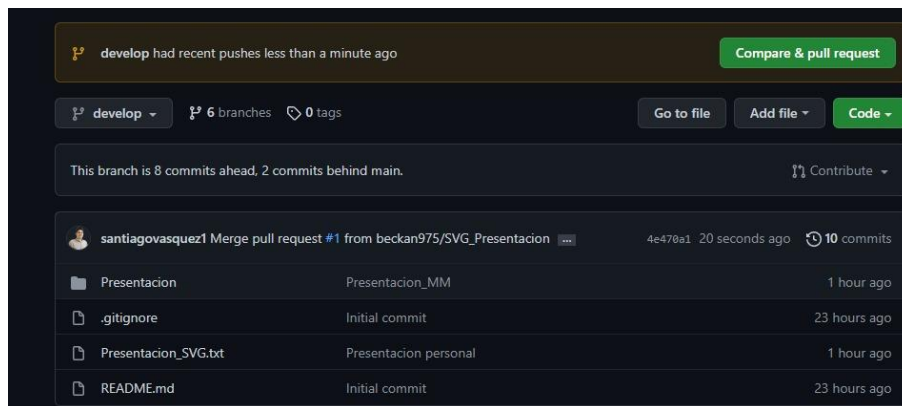 develop had recent pushes less than a minute ago Compare & pull request
develop 6 branches 0 tags Go to file Add file Code
This branch is 8 commits ahead, 2 commits behind main. Contribute
santiagovasquez1 Merge pull request #1 from beckan975/SVG_Presentacion ... 4e470a1 20 seconds ago 10 commits
Presentacion Presentacion_MM 1 hour ago
.gitignore Initial commit 23 hours ago
Presentacion_SVG.txt Presentacion personal 1 hour ago
README.md Initial commit 23 hours ago